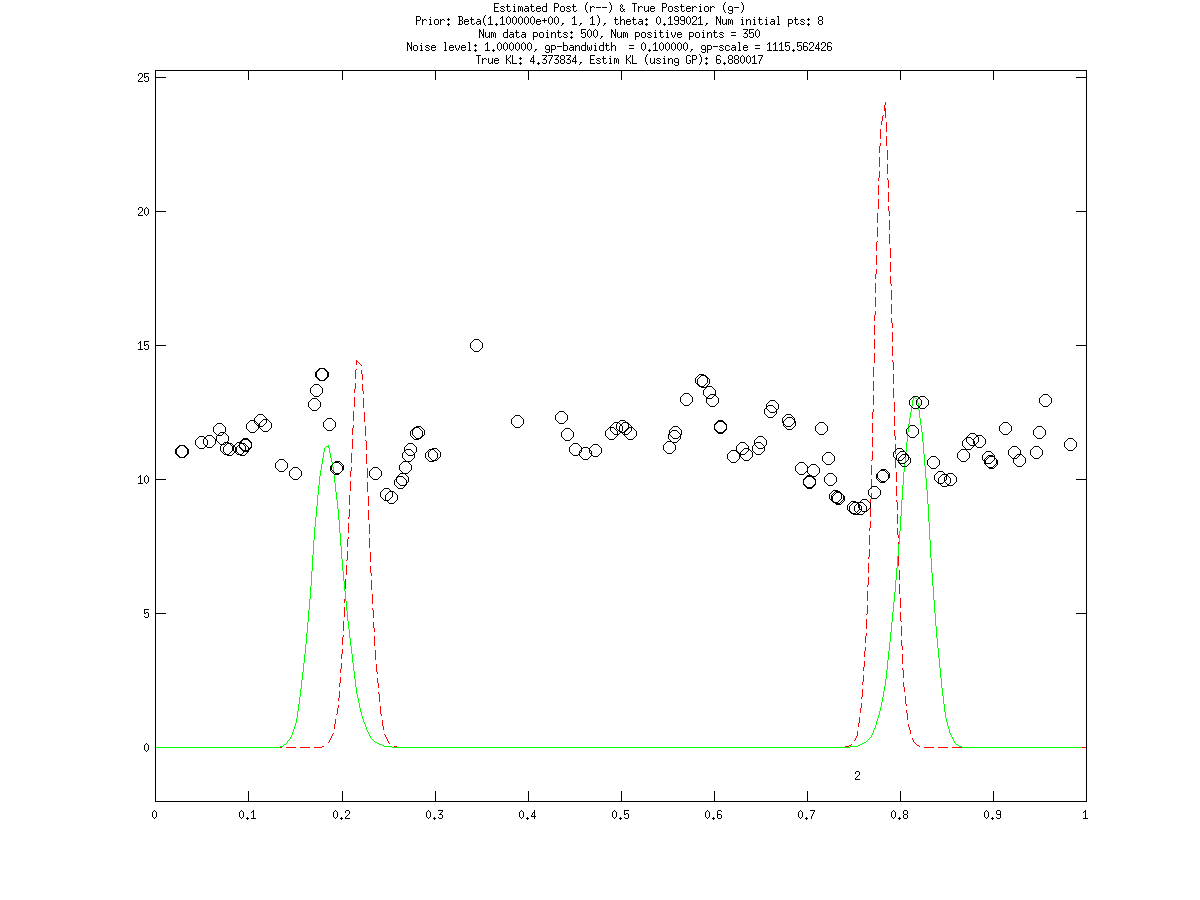 Estimated Post (r--) & True Posterior (g-)
Prior: Beta(1.100000e+00, 1, 1), theta: 0.199021, Num initial pts: 8
Num data points: 500, Num positive points = 350
Noise level: 1.000000, gp-bandwidth  = 0.100000, gp-scale = 1115.562426
True KL: 4.373834, Estim KL (using GP): 6.880017
25
20
15
10
5
0
2
0 0.1 0.2 0.3 0.4 0.5 0.6 0.7 0.8 0.9 1